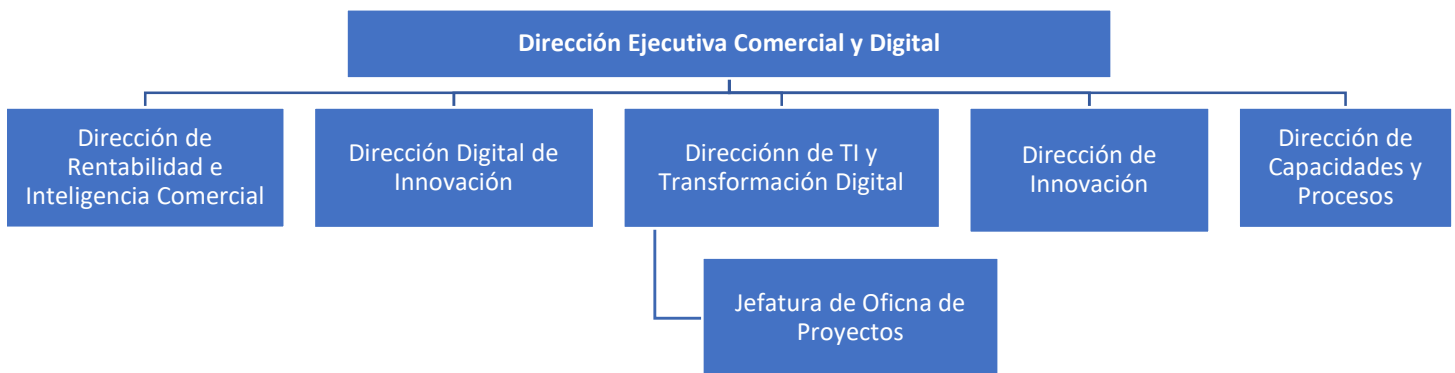 Dirección Ejecutiva Comercial y Digital
Dirección de
Rentabilidad e
Inteligencia Comercial
Dirección Digital de
Innovación
Direcciónn de TI y
Transformación Digital
Dirección de
Innovación
Dirección de
Capacidades y
Procesos
Jefatura de Oficna de
Proyectos